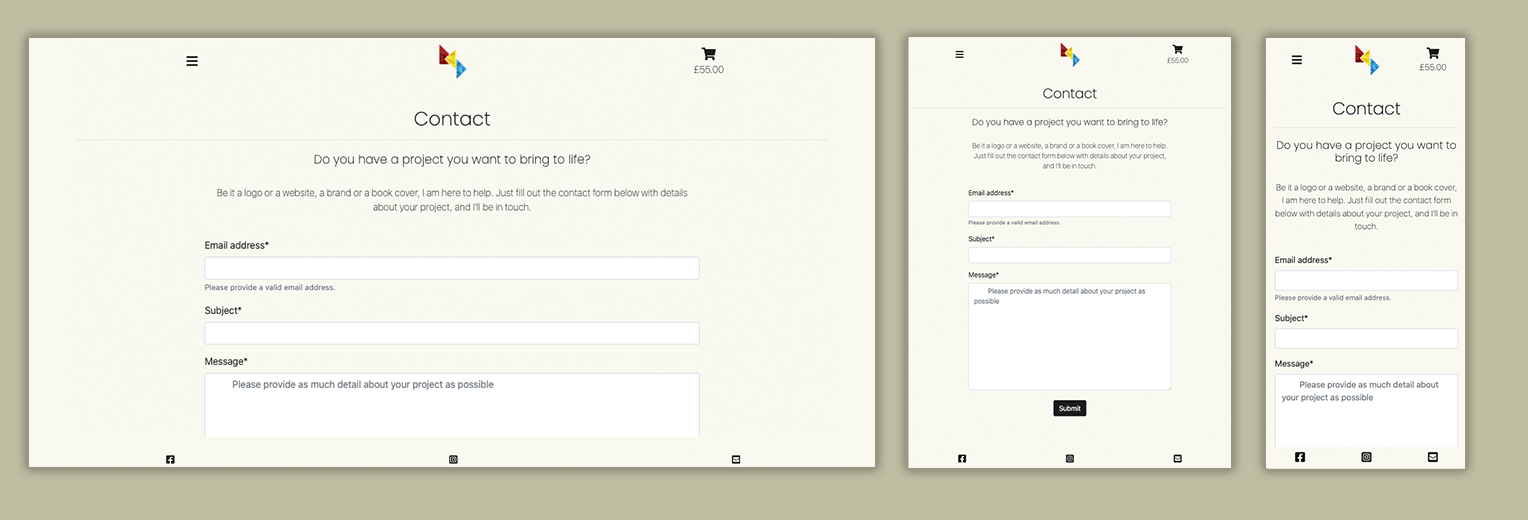 £55.00
Contact
Do you have a project you want to bring to life?
Be it a logo or a website, a brand or a book cover, I am here to help. Just fill out the contact form below with details
about your project, and I'll be in touch.
Email address*
Please provide a valid email address.
Subject*
Message*
Please provide as much detail about your project as possible
£55.00
Contact
Do you have a project you want to bring to life?
Be it a logo or a website, a brand or a book cover, I am here to help.
Just fill out the contact form below with details about your project,
and I'll be in touch.
Email address*
Please provide a valid email address.
Subject*
Message*
Please provide as much detail about your project as
possible
Submit
£55.00
Contact
Do you have a project you want to
bring to life?
Be it a logo or a website, a brand or a book cover,
I am here to help. Just fill out the contact form
below with details about your project, and I'll be in
touch.
Email address*
Please provide a valid email address.
Subject*
Message*
Please provide as much detail about
your project as possible